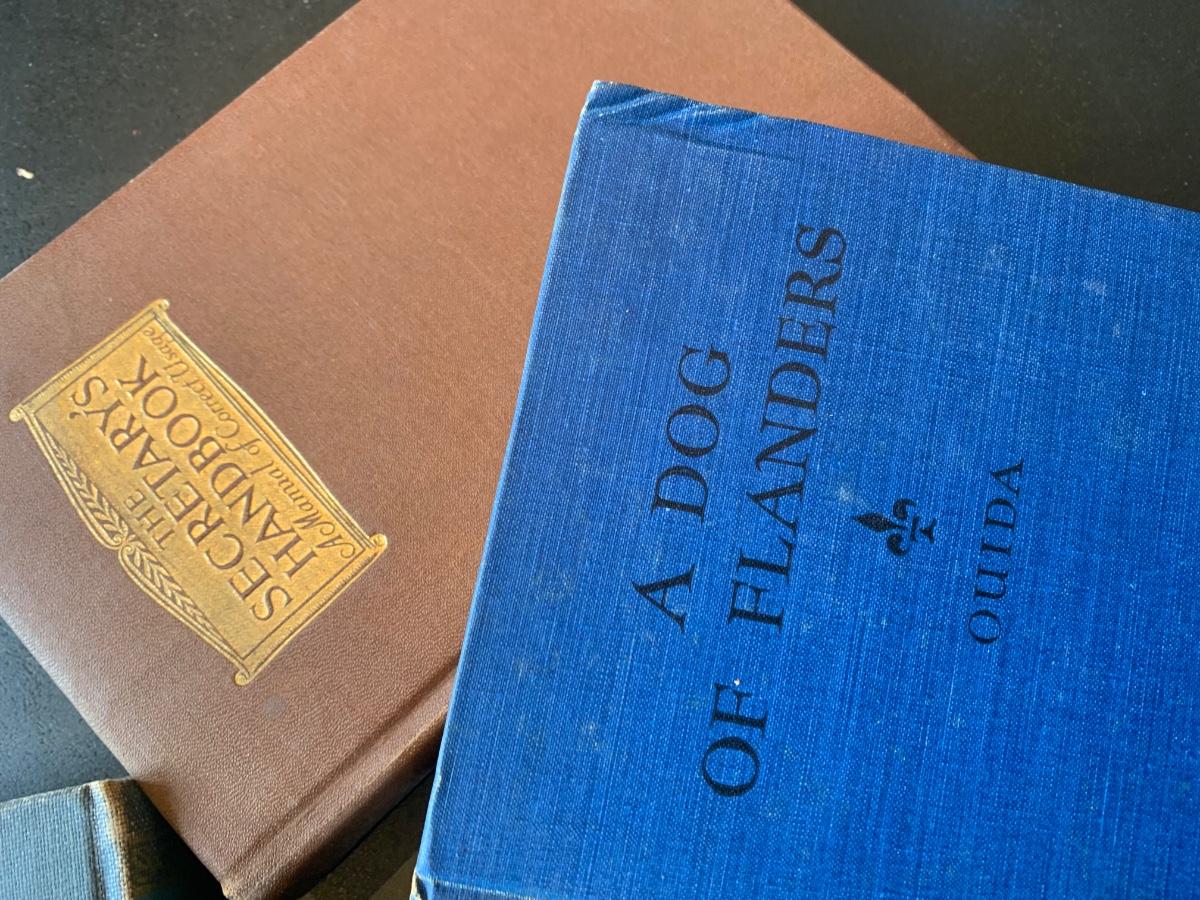 THE
SECRETARY'S
HANDBOOK
A Manual of Correct Usage
A DOG
OF FLANDERS
OUIDA